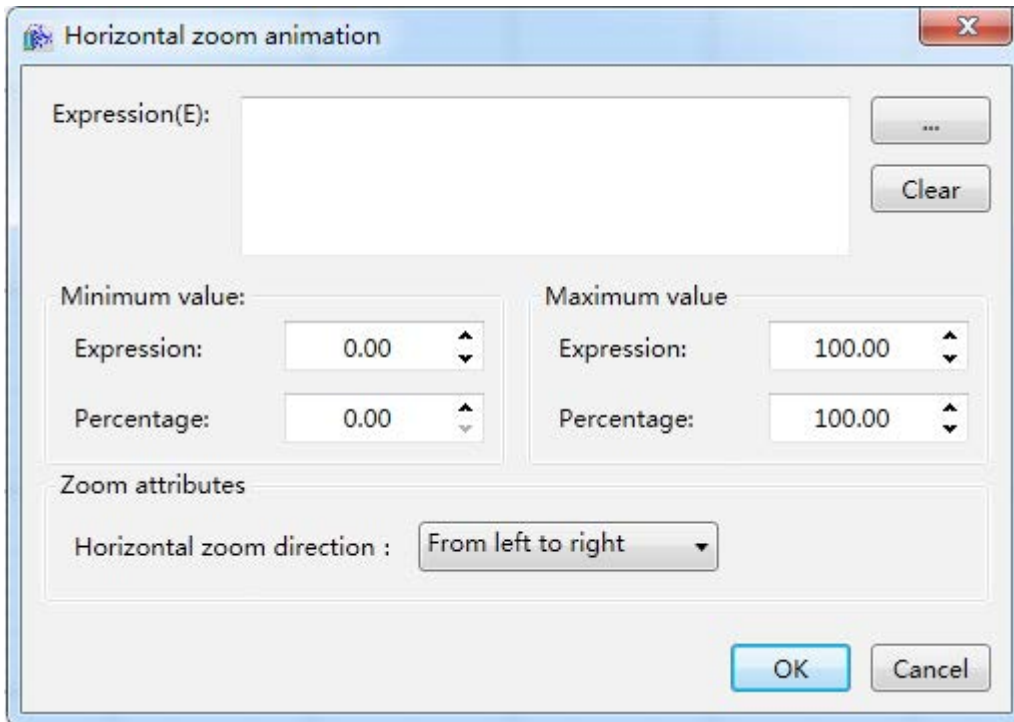 Horizontal zoom animation
Expression(E):
...
Clear
Minimum value:
Maximum value
Expression: 0.00
Expression: 100.00
Percentage: 0.00
Percentage: 100.00
Zoom attributes
Horizontal zoom direction : From left to right
OK
Cancel